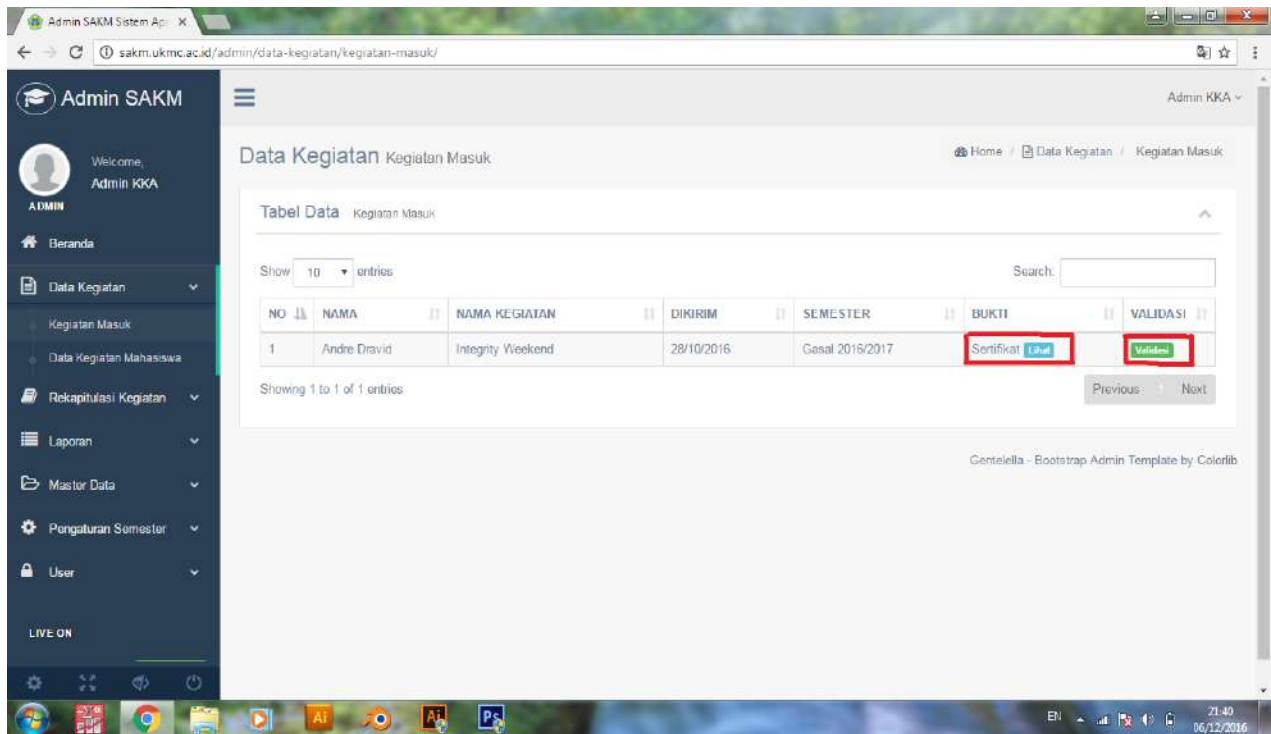 Admin SAKM Sistem Apl
sakm.ukmc.ac.id/admin/data-kegiatan/kegiatan-masuk/
Admin SAKM
Admin KKA
Welcome,
Admin KKA
ADMIN
Beranda
Data Kegiatan
Kegiatan Masuk
Data Kegiatan Mahasiswa
Rekapitulasi Kegiatan
Laporan
Master Data
Pengaturan Semester
User
LIVE ON
Data Kegiatan Kegiatan Masuk
Home / Data Kegiatan / Kegiatan Masuk
Tabel Data Kegiatan Masuk
Show 10 entries
Search:
NO NAMA NAMA KEGIATAN DIKIRIM SEMESTER BUKTI VALIDASI
1 Andre Dravid Integrity Weekend 28/10/2016 Gasal 2016/2017 Sertifikat Lihat Validasi
Showing 1 to 1 of 1 entries
Previous 1 Next
Gentelella - Bootstrap Admin Template by Colorlib
Ai Ai Ps
EN
21:40
06/12/2016